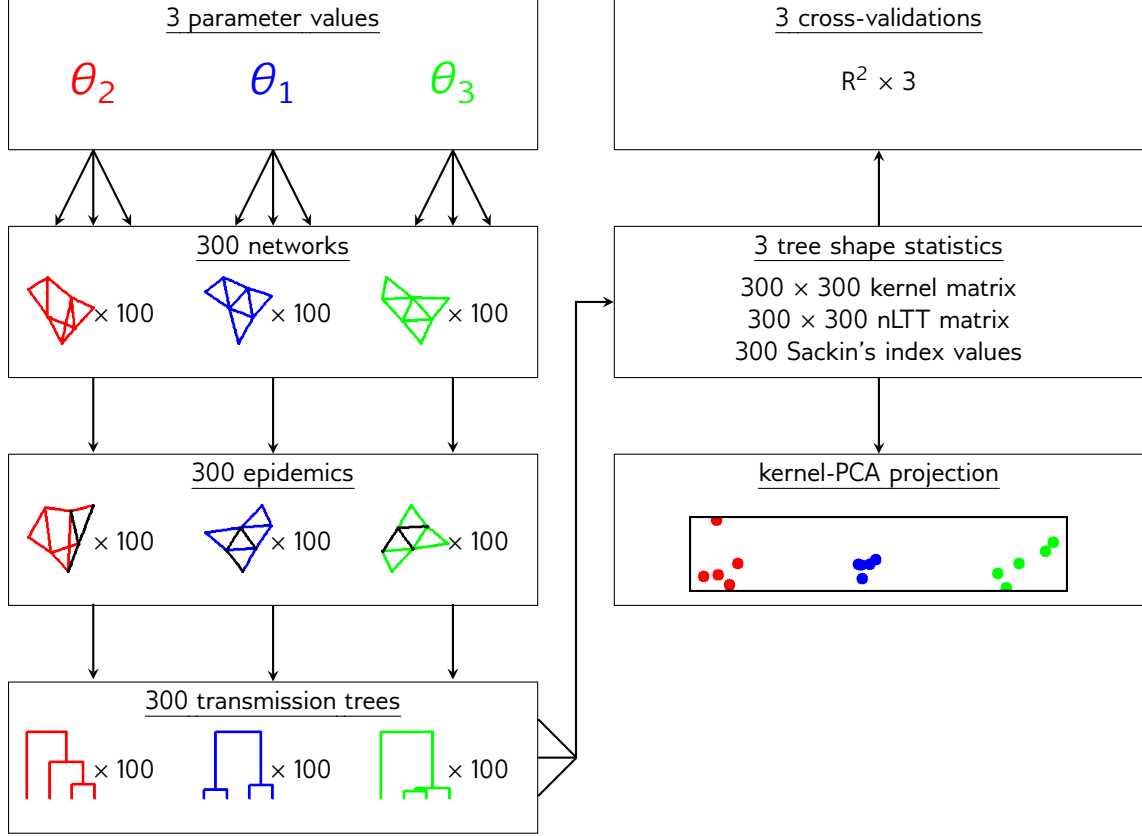 3 parameter values
θ2 θ1 θ3
300 networks
× 100 × 100 × 100
300 epidemics
× 100 × 100 × 100
300 transmission trees
× 100 × 100 × 100
3 cross-validations
R² × 3
3 tree shape statistics
300 × 300 kernel matrix
300 × 300 nLTT matrix
300 Sackin's index values
kernel-PCA projection